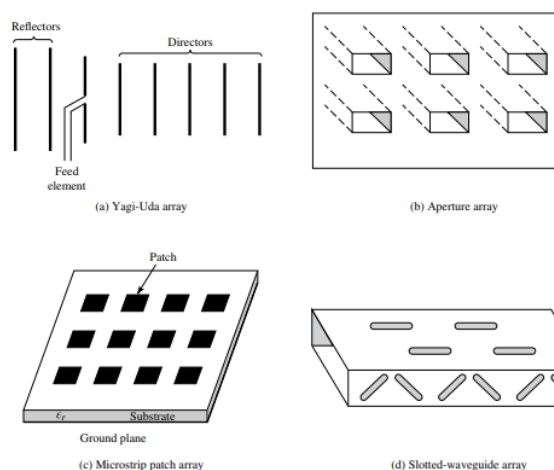 Reflectors
Directors
Feed
element
(a) Yagi-Uda array
(b) Aperture array
Patch
εr
Substrate
Ground plane
(c) Microstrip patch array
(d) Slotted-waveguide array